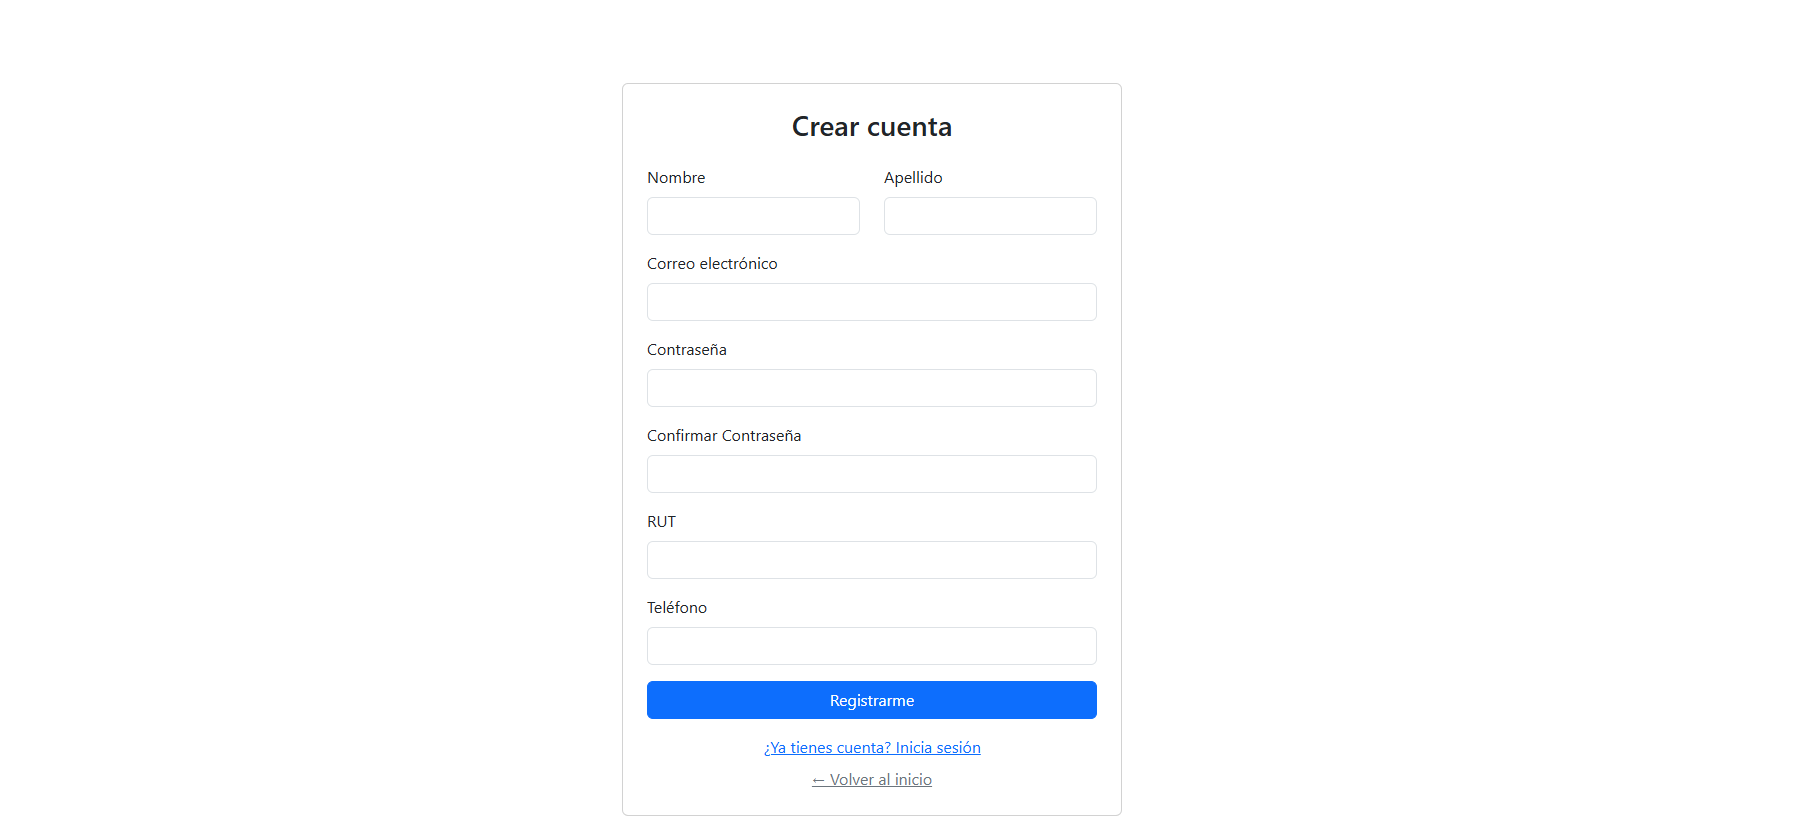 Crear cuenta
Nombre
Apellido
Correo electrónico
Contraseña
Confirmar Contraseña
RUT
Teléfono
Registrarme
¿Ya tienes cuenta? Inicia sesión
← Volver al inicio